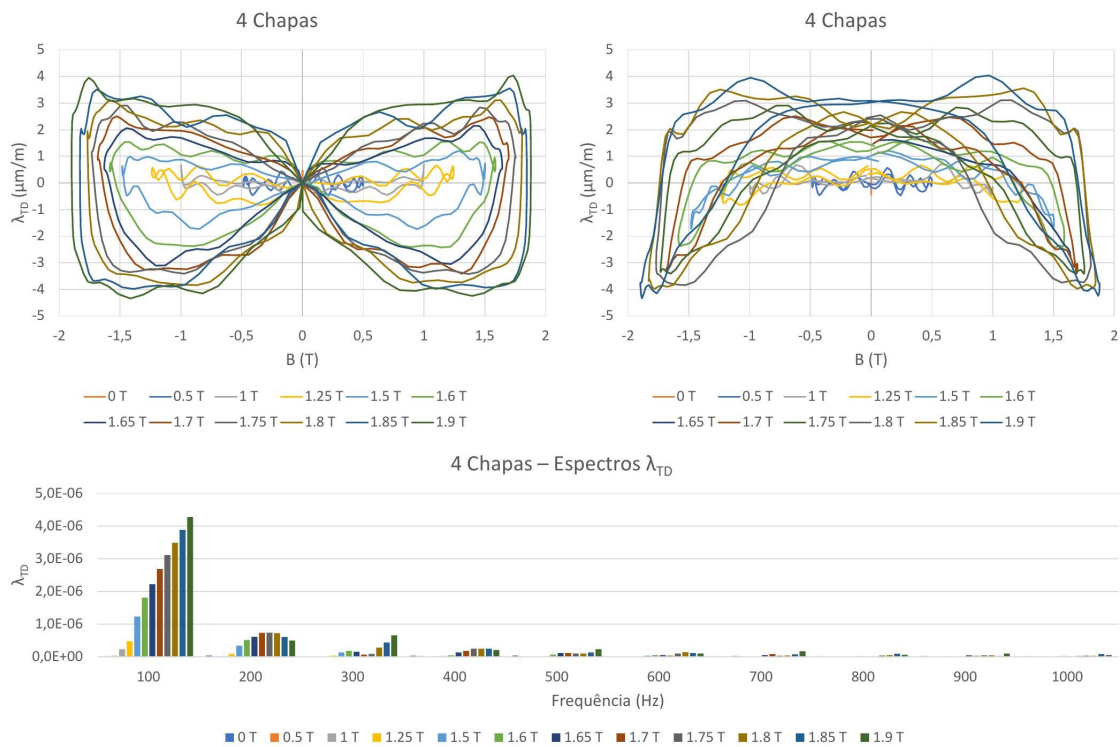 4 Chapas
5
4
3
2
1
0
-1
-2
-3
-4
-5
λTD (µm/m)
-2 -1,5 -1 -0,5 0 0,5 1 1,5 2
B (T)
0 T 0.5 T 1 T 1.25 T 1.5 T 1.6 T
1.65 T 1.7 T 1.75 T 1.8 T 1.85 T 1.9 T
4 Chapas
5
4
3
2
1
0
-1
-2
-3
-4
-5
λTD (µm/m)
-2 -1,5 -1 -0,5 0 0,5 1 1,5 2
B (T)
0 T 0.5 T 1 T 1.25 T 1.5 T 1.6 T
1.65 T 1.7 T 1.75 T 1.8 T 1.85 T 1.9 T
4 Chapas – Espectros λTD
5,0E-06
4,0E-06
3,0E-06
2,0E-06
1,0E-06
0,0E+00
λTD
100 200 300 400 500 600 700 800 900 1000
Frequência (Hz)
0 T 0.5 T 1 T 1.25 T 1.5 T 1.6 T 1.65 T 1.7 T 1.75 T 1.8 T 1.85 T 1.9 T